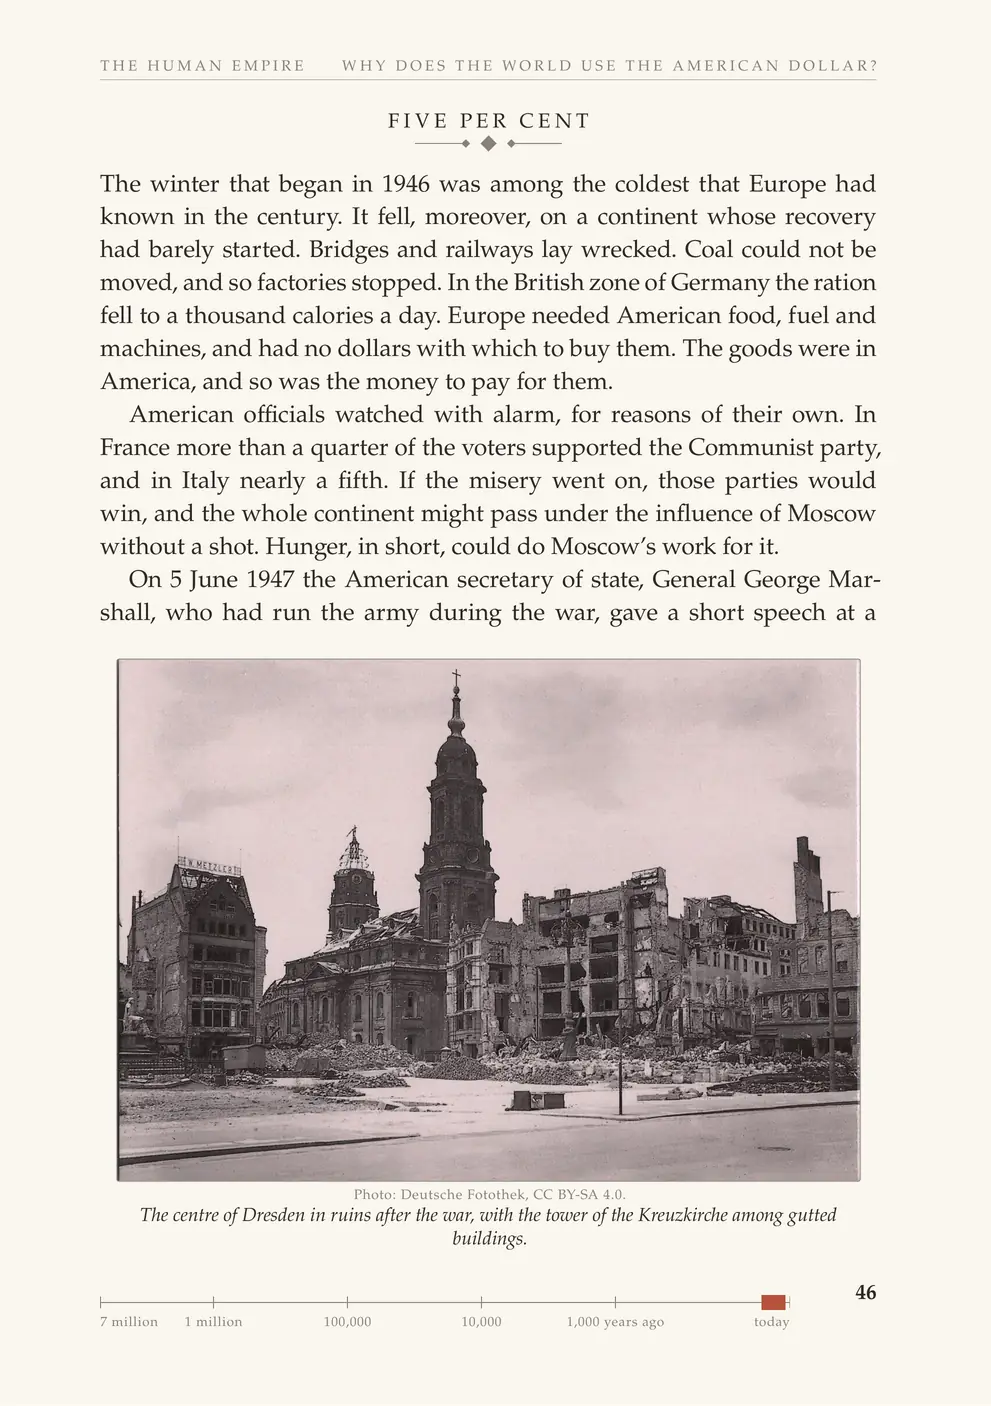 THE HUMAN EMPIRE WHY DOES THE WORLD USE THE AMERICAN DOLLAR?
FIVE PER CENT
The winter that began in 1946 was among the coldest that Europe had
known in the century. It fell, moreover, on a continent whose recovery
had barely started. Bridges and railways lay wrecked. Coal could not be
moved, and so factories stopped. In the British zone of Germany the ration
fell to a thousand calories a day. Europe needed American food, fuel and
machines, and had no dollars with which to buy them. The goods were in
America, and so was the money to pay for them.
American officials watched with alarm, for reasons of their own. In
France more than a quarter of the voters supported the Communist party,
and in Italy nearly a fifth. If the misery went on, those parties would
win, and the whole continent might pass under the influence of Moscow
without a shot. Hunger, in short, could do Moscow's work for it.
On 5 June 1947 the American secretary of state, General George Mar-
shall, who had run the army during the war, gave a short speech at a
W. METZLER
Photo: Deutsche Fotothek, CC BY-SA 4.0.
The centre of Dresden in ruins after the war, with the tower of the Kreuzkirche among gutted
buildings.
46
7 million 1 million 100,000 10,000 1,000 years ago today